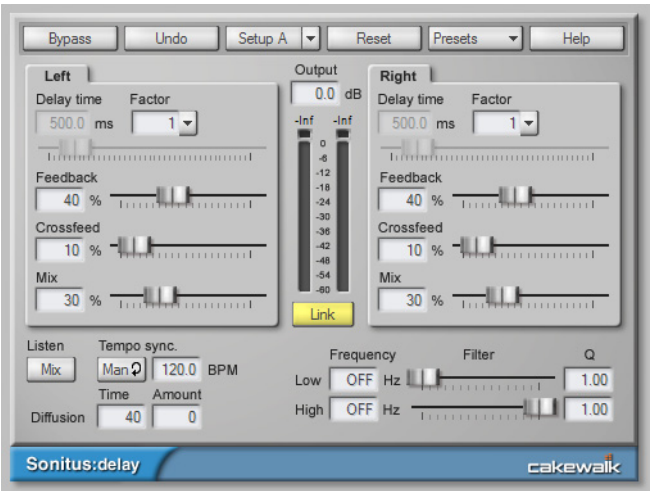 Bypass Undo Setup A Reset Presets Help
Left Output Right
Delay time Factor 0.0 dB Delay time Factor
500.0 ms 1 -Inf -Inf 500.0 ms 1
0
-6
Feedback -12 Feedback
-18
40 % -24 40 %
-30
Crossfeed -36 Crossfeed
10 % -42 10 %
-48
Mix -54 Mix
30 % -60 30 %
Link
Listen Tempo sync. Frequency Filter Q
Mix Man 120.0 BPM Low OFF Hz 1.00
Time Amount
Diffusion 40 0 High OFF Hz 1.00
Sonitus:delay cakewalk